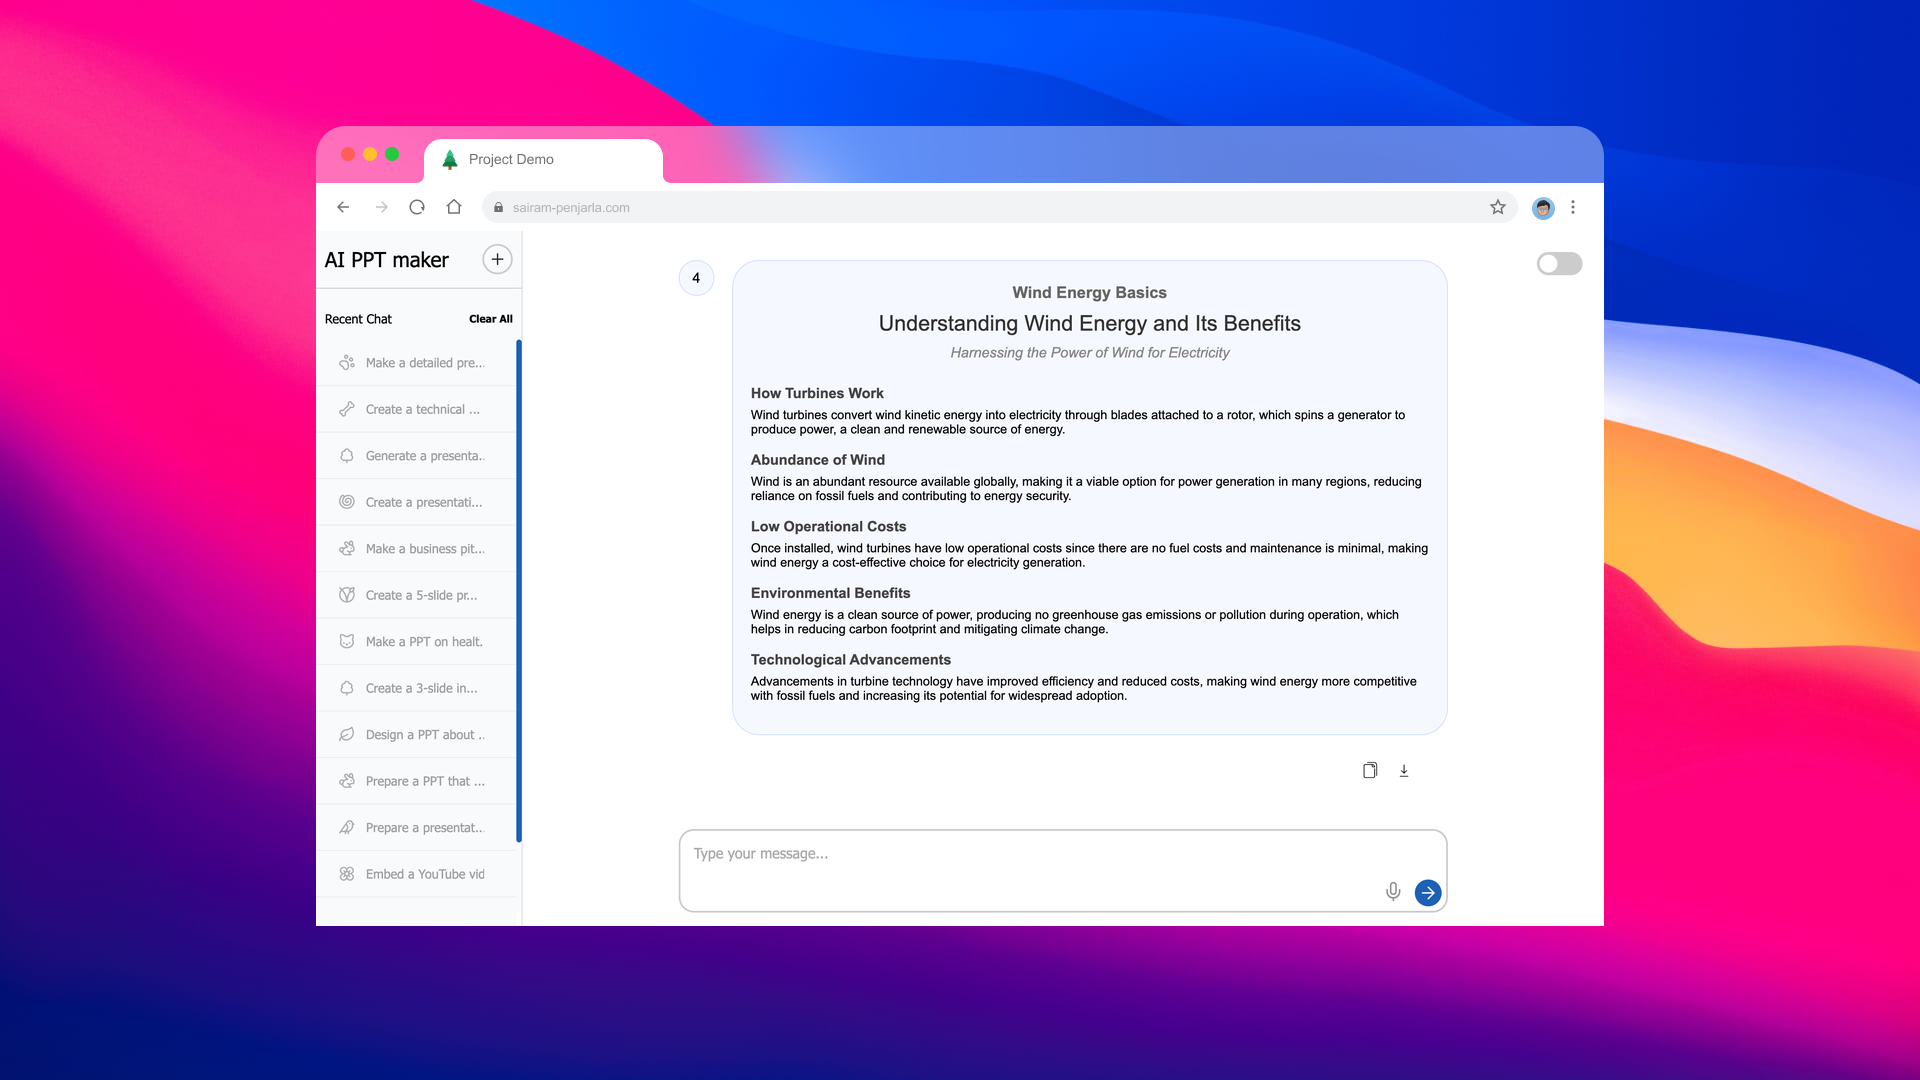 Project Demo
sairam-penjarla.com
AI PPT maker
Recent Chat
Clear All
Make a detailed pre...
Create a technical ...
Generate a presenta..
Create a presentati...
Make a business pit...
Create a 5-slide pr...
Make a PPT on healt.
Create a 3-slide in...
Design a PPT about ..
Prepare a PPT that ...
Prepare a presentat..
Embed a YouTube vid
4
Wind Energy Basics
Understanding Wind Energy and Its Benefits
Harnessing the Power of Wind for Electricity
How Turbines Work
Wind turbines convert wind kinetic energy into electricity through blades attached to a rotor, which spins a generator to
produce power, a clean and renewable source of energy.
Abundance of Wind
Wind is an abundant resource available globally, making it a viable option for power generation in many regions, reducing
reliance on fossil fuels and contributing to energy security.
Low Operational Costs
Once installed, wind turbines have low operational costs since there are no fuel costs and maintenance is minimal, making
wind energy a cost-effective choice for electricity generation.
Environmental Benefits
Wind energy is a clean source of power, producing no greenhouse gas emissions or pollution during operation, which
helps in reducing carbon footprint and mitigating climate change.
Technological Advancements
Advancements in turbine technology have improved efficiency and reduced costs, making wind energy more competitive
with fossil fuels and increasing its potential for widespread adoption.
Type your message...